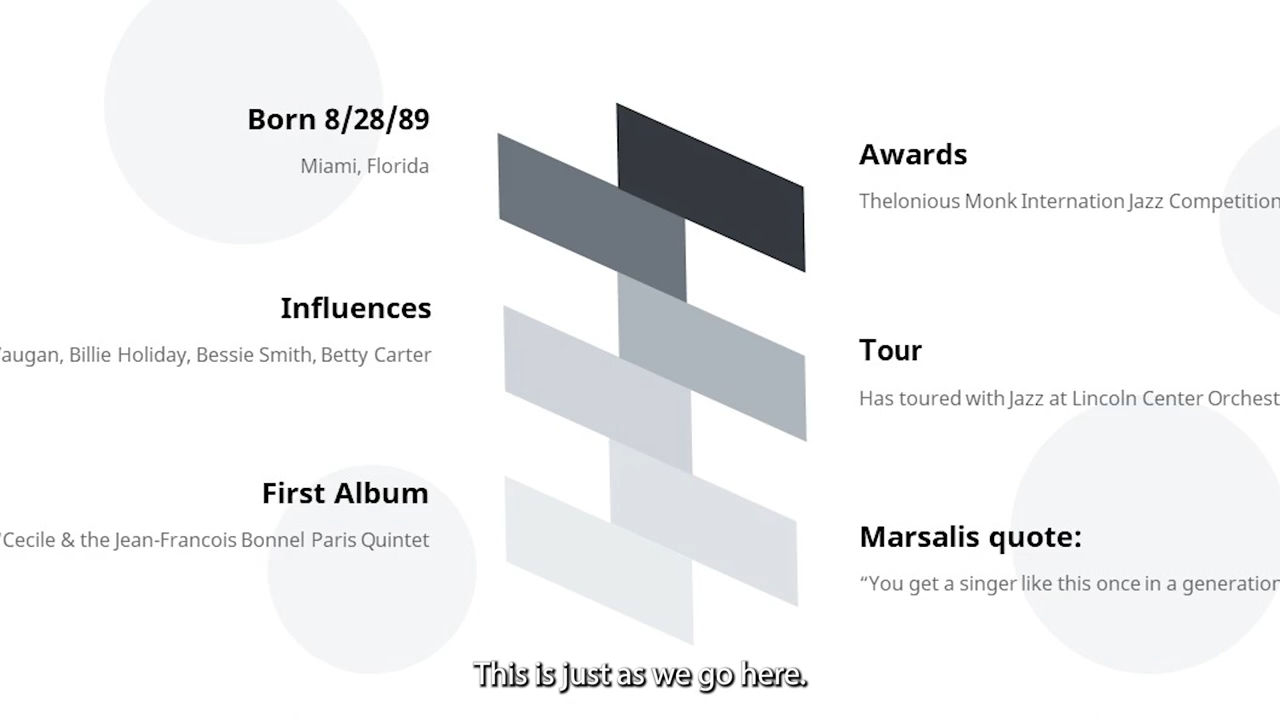 Born 8/28/89
Miami, Florida
Influences
Billie Holiday, Bessie Smith, Betty Carter
First Album
"Cecile & the Jean-Francois Bonnel Paris Quintet
Awards
Thelonious Monk Internation Jazz Competition
Tour
Has toured with Jazz at Lincoln Center
Marsalis quote:
“You get a singer like this once in a generation
This is just as we go here.